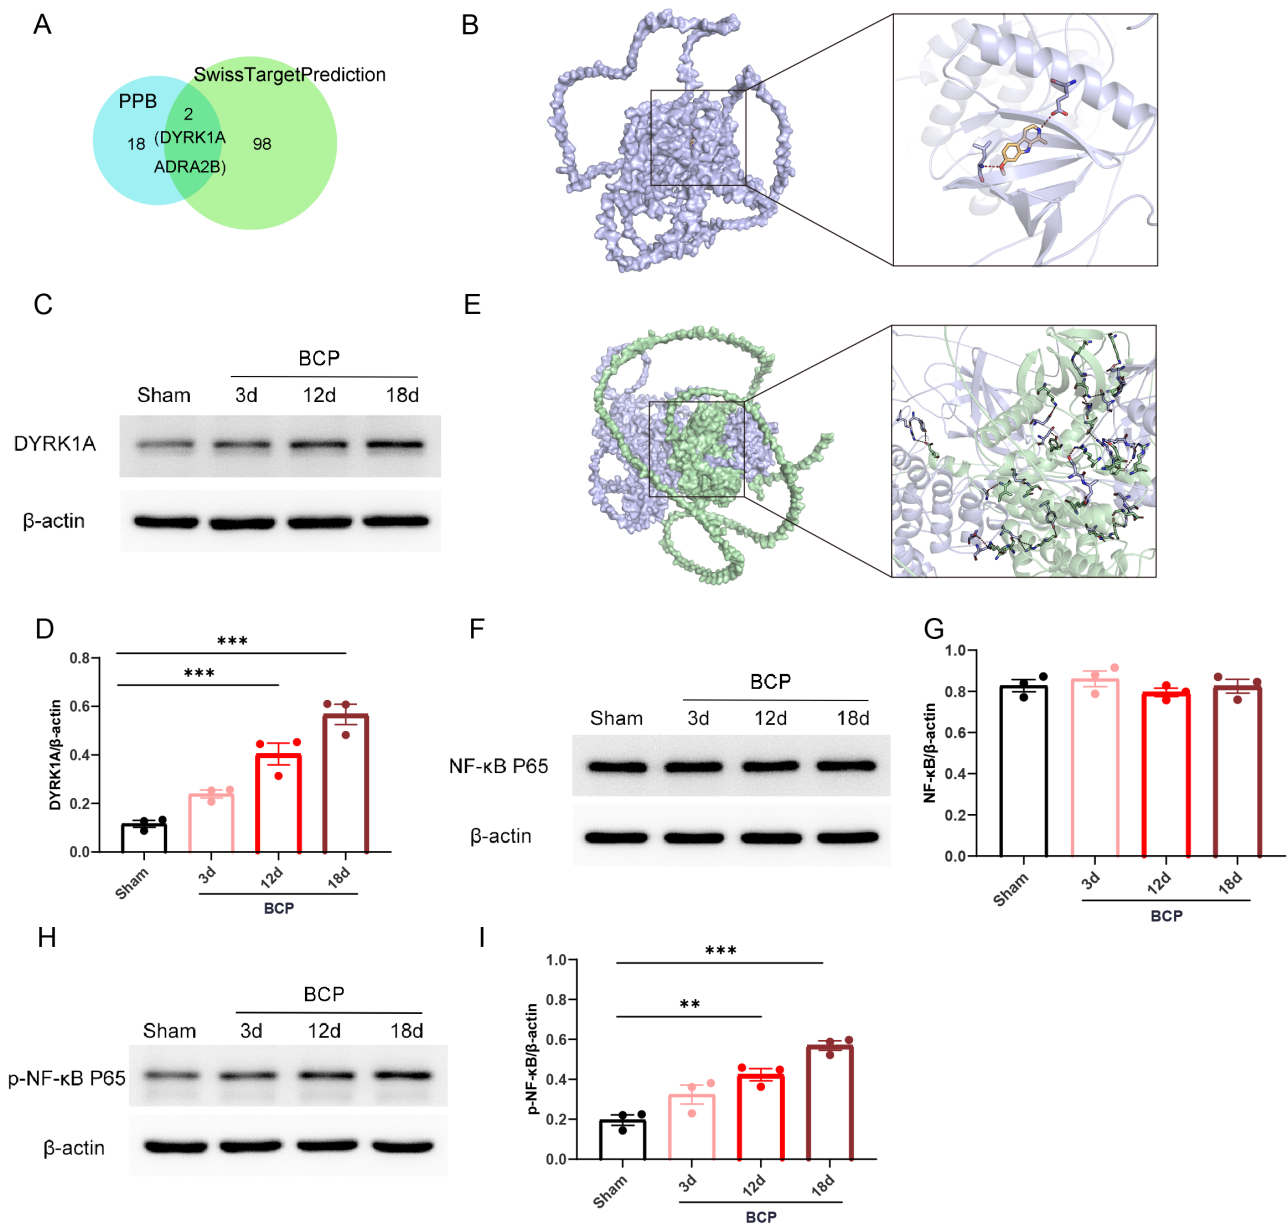 A
SwissTargetPrediction
PPB
2
18 (DYRK1A 98
ADRA2B)
B
C
BCP
Sham 3d 12d 18d
DYRK1A
β-actin
E
D
***
***
0.8
0.6
0.4
0.2
0.0
DYRK1A/β-actin
Sham 3d 12d 18d
BCP
F
BCP
Sham 3d 12d 18d
NF-κB P65
β-actin
G
1.0
0.8
0.6
0.4
0.2
0.0
NF-κB/β-actin
Sham 3d 12d 18d
BCP
H
BCP
Sham 3d 12d 18d
p-NF-κB P65
β-actin
I
***
**
1.0
0.8
0.6
0.4
0.2
0.0
p-NF-κB/β-actin
Sham 3d 12d 18d
BCP